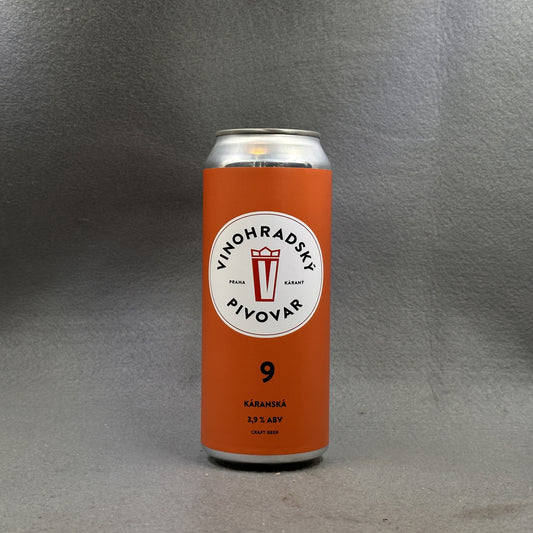 VINOHRADSKÝ
PRAHA KÁRANÝ
PIVOVAR
9
KÁRANSKÁ
3,9 % ABV
CRAFT BEER